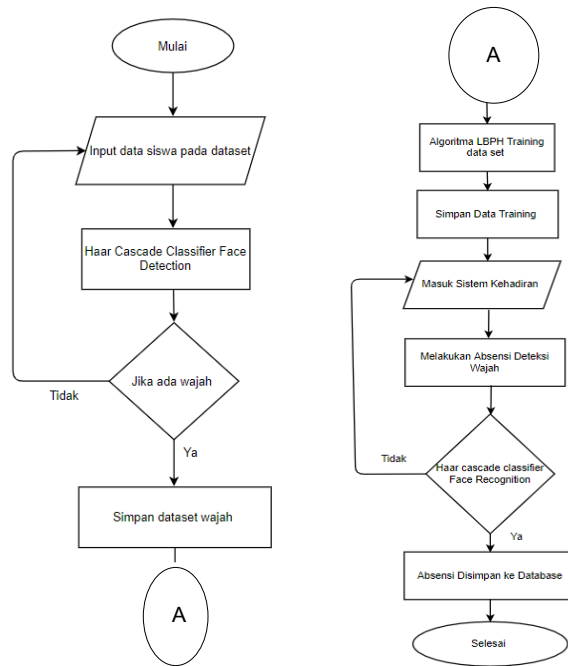 Mulai
Input data siswa pada dataset
Haar Cascade Classifier Face
Detection
Jika ada wajah
Tidak
Ya
Simpan dataset wajah
A
A
Algoritma LBPH Training
data set
Simpan Data Training
Masuk Sistem Kehadiran
Melakukan Absensi Deteksi
Wajah
Tidak
Haar cascade classifier
Face Recognition
Ya
Absensi Disimpan ke Database
Selesai